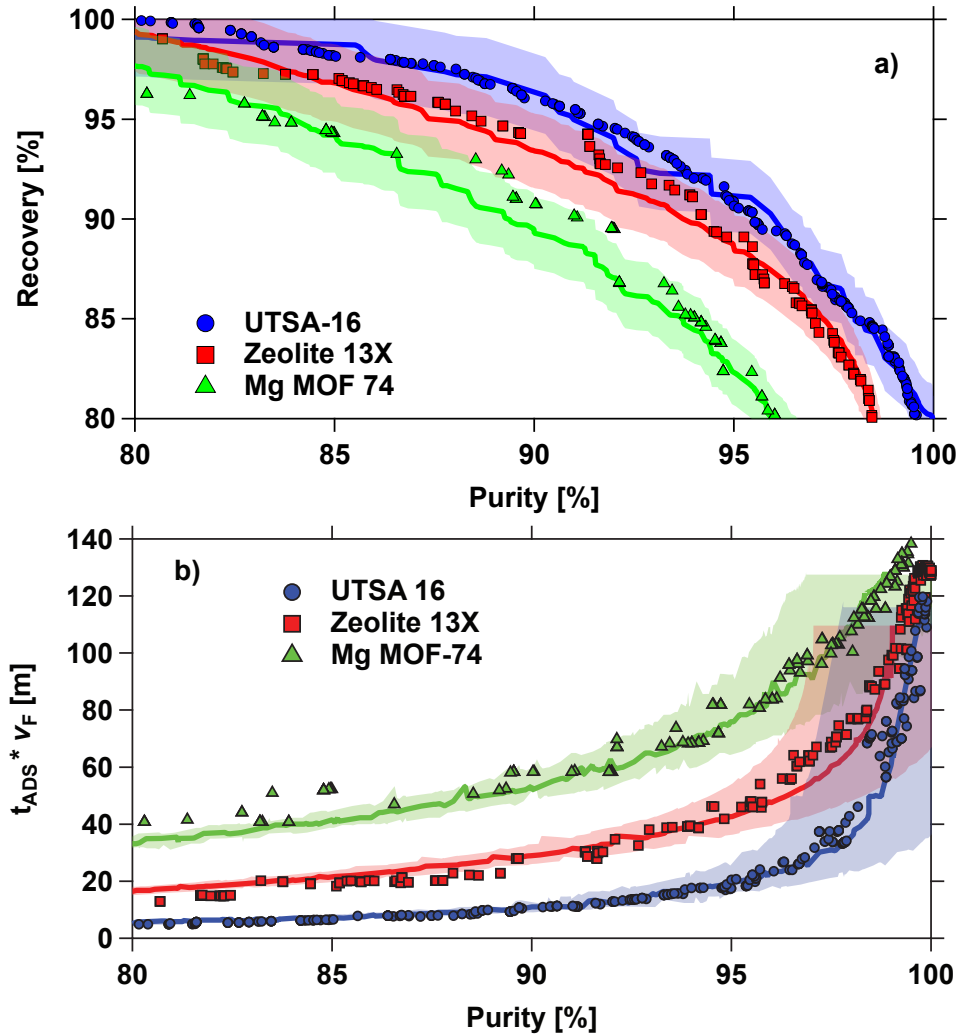 100
95
90
85
80
Recovery [%]
a)
UTSA-16
Zeolite 13X
Mg MOF 74
80 85 90 95 100
Purity [%]
140
120
100
80
60
40
20
0
t_ADS * v_F [m]
b)
UTSA 16
Zeolite 13X
Mg MOF-74
80 85 90 95 100
Purity [%]